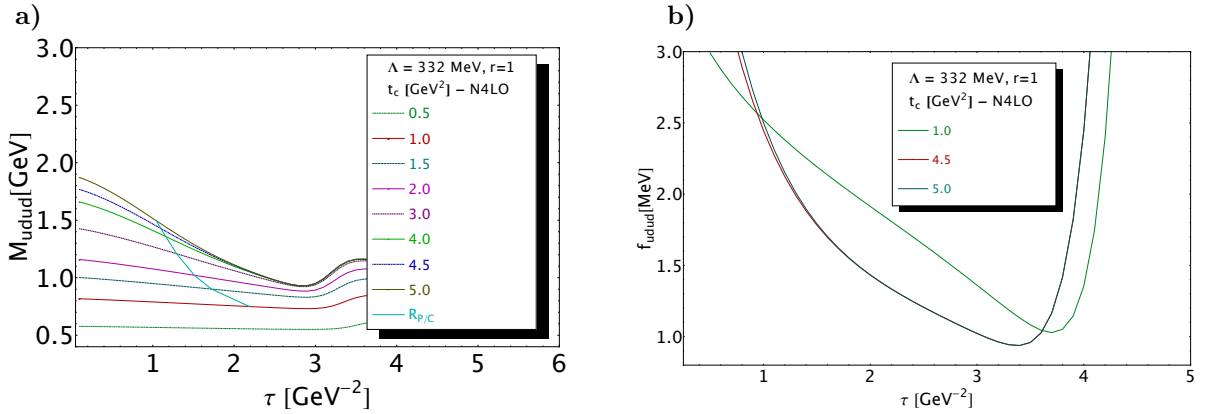 a)
3.0
2.5
2.0
1.5
1.0
0.5
M_udud[GeV]
Λ = 332 MeV, r=1
t_c [GeV²] – N4LO
0.5
1.0
1.5
2.0
3.0
4.0
4.5
5.0
R_P/C
1 2 3 4 5 6
τ [GeV⁻²]
b)
3.0
2.5
2.0
1.5
1.0
f_udud[MeV]
Λ = 332 MeV, r=1
t_c [GeV²] – N4LO
1.0
4.5
5.0
1 2 3 4 5
τ [GeV⁻²]